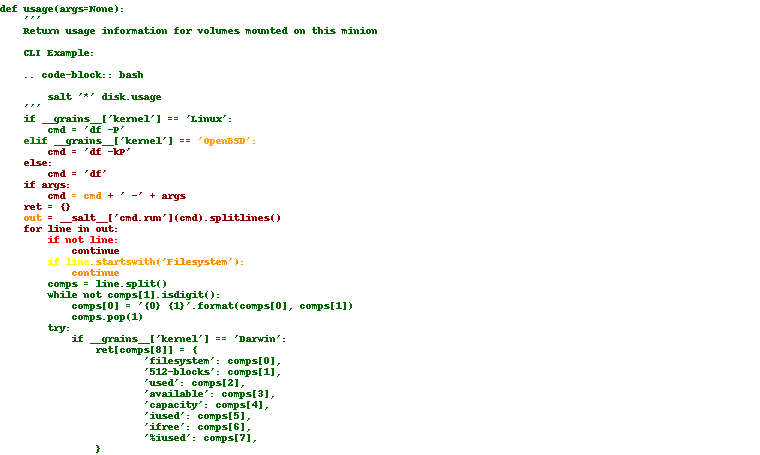 def usage(args=None):
    '''
    Return usage information for volumes mounted on this minion

    CLI Example:

    .. code-block:: bash

        salt '*' disk.usage
    '''
    if __grains__['kernel'] == 'Linux':
        cmd = 'df -P'
    elif __grains__['kernel'] == 'OpenBSD':
        cmd = 'df -kP'
    else:
        cmd = 'df'
    if args:
        cmd = cmd + ' -' + args
    ret = {}
    out = __salt__['cmd.run'](cmd).splitlines()
    for line in out:
        if not line:
            continue
        if line.startswith('Filesystem'):
            continue
        comps = line.split()
        while not comps[1].isdigit():
            comps[0] = '{0} {1}'.format(comps[0], comps[1])
            comps.pop(1)
        try:
            if __grains__['kernel'] == 'Darwin':
                ret[comps[8]] = {
                        'filesystem': comps[0],
                        '512-blocks': comps[1],
                        'used': comps[2],
                        'available': comps[3],
                        'capacity': comps[4],
                        'iused': comps[5],
                        'ifree': comps[6],
                        '%iused': comps[7],
                }